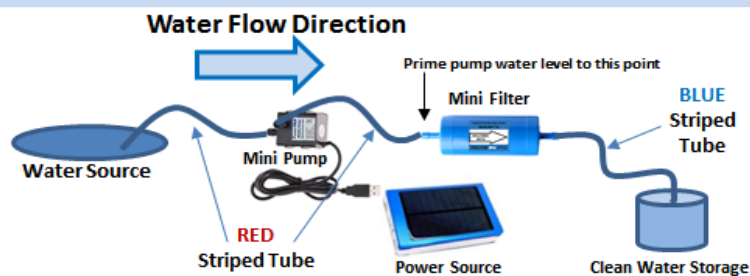 Water Flow Direction
Prime pump water level to this point
Mini Filter
BLUE
Striped
Tube
Water Source
Mini Pump
RED
Striped Tube
Power Source
Clean Water Storage